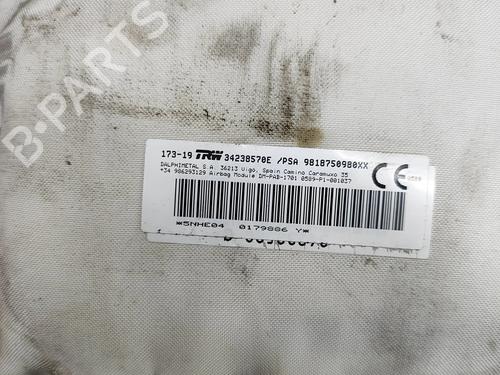 B-PARTS
173-19 TRW 34238570E /PSA 9818750980XX
DALPHIMETAL S.A. 36213 Vigo, Spain Camino Caramuxo 35
+34 986293129 Airbag Module DM-PAB-1701 0589-P1-001037
CE 0589
*5NHE04 0179886 Y*